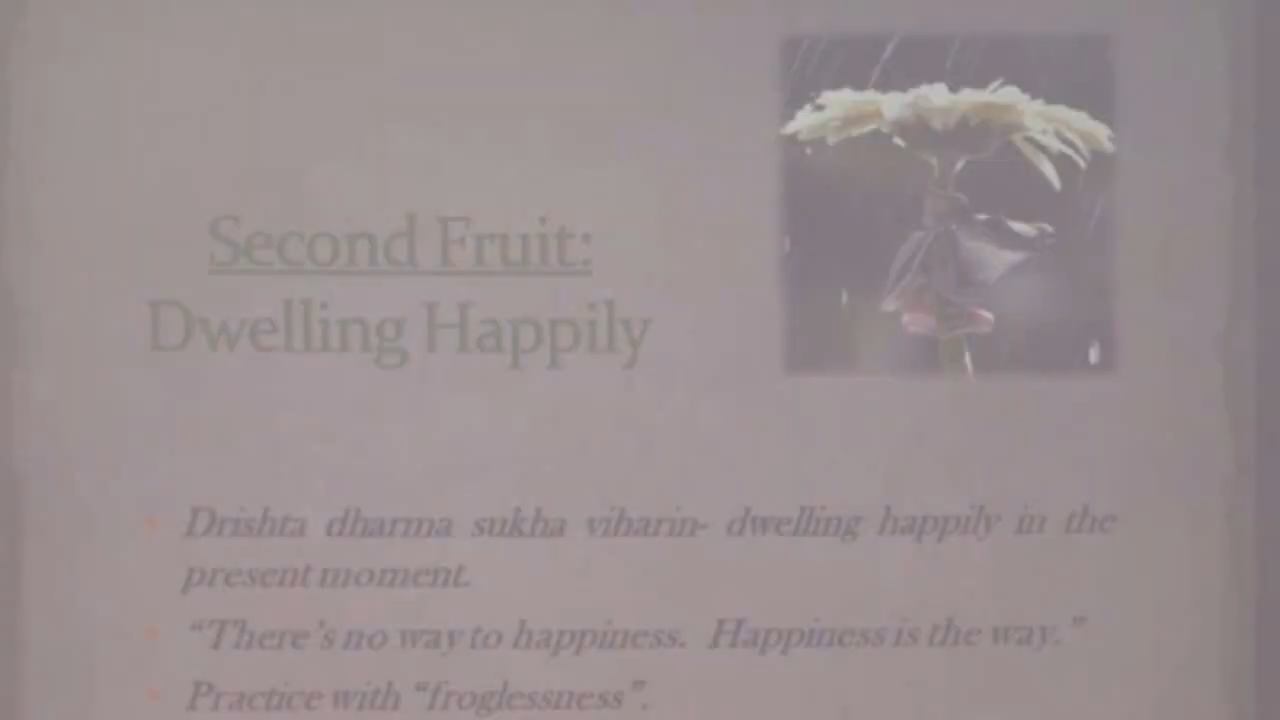 Second Fruit:
Dwelling Happily
Drishta dharma sukha viharin- dwelling happily in the
present moment.
“There’s no way to happiness. Happiness is the way.”
Practice with “froglessness”.